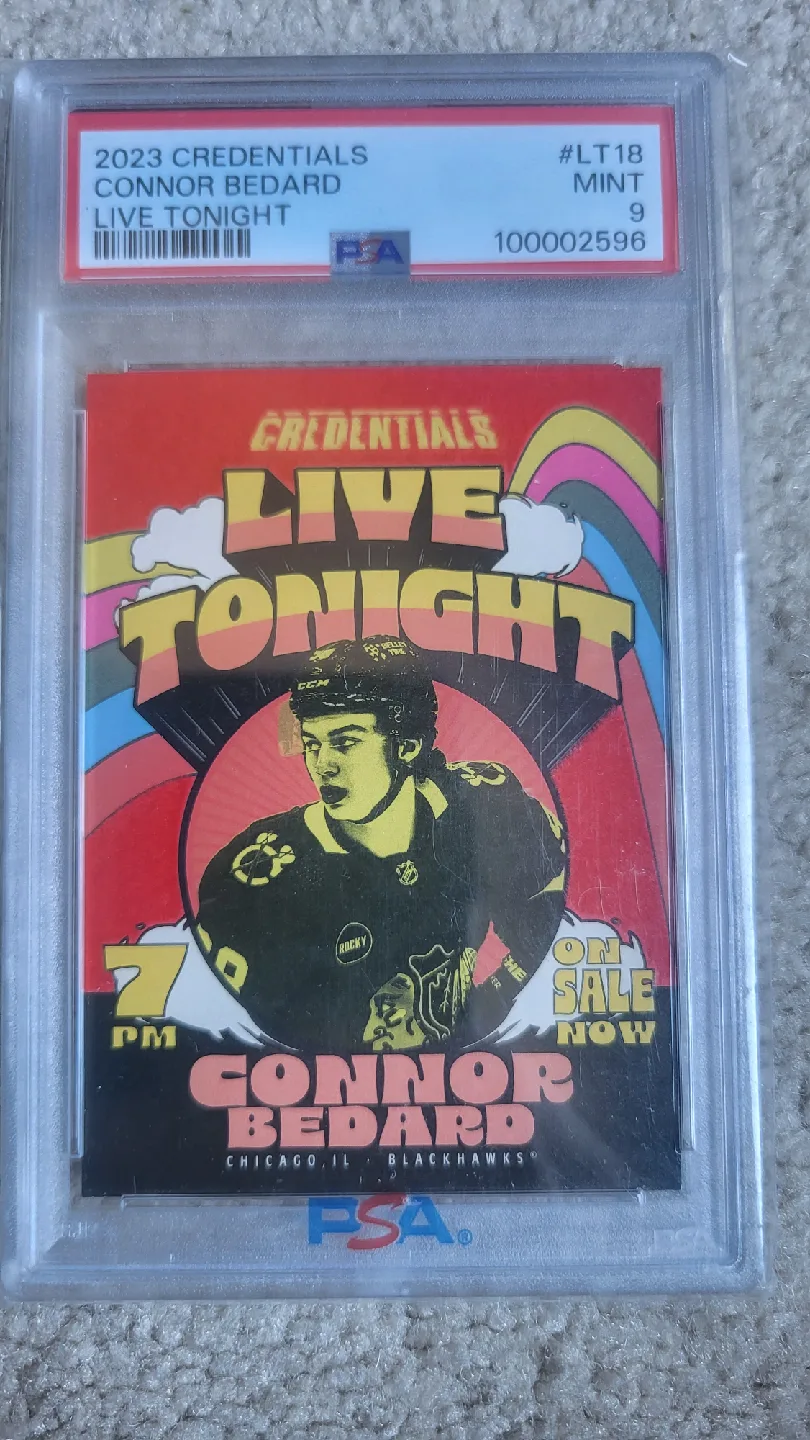 2023 CREDENTIALS #LT18
CONNOR BEDARD MINT
LIVE TONIGHT 9
PSA 100002596
CREDENTIALS
LIVE
TONIGHT
CCM
ROCKY
7
PM
ON
SALE
NOW
CONNOR
BEDARD
CHICAGO, IL · BLACKHAWKS®
PSA®